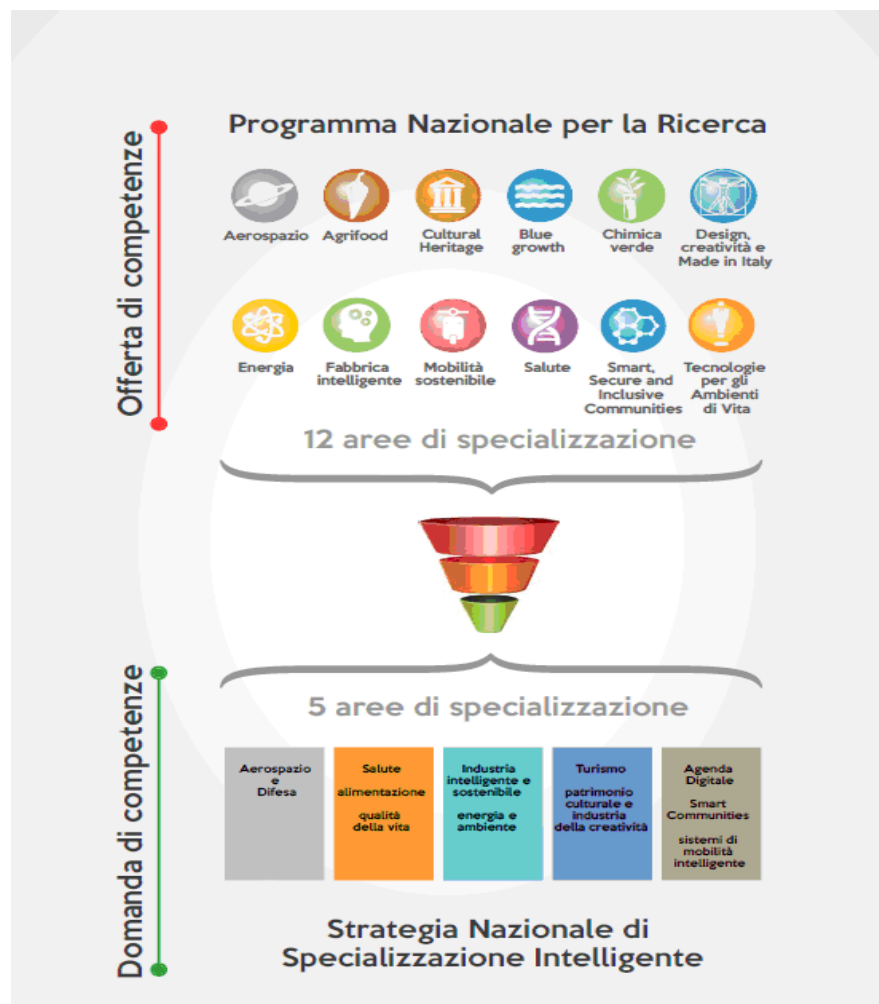 Programma Nazionale per la Ricerca
Offerta di competenze
Aerospazio
Agrifood
Cultural
Heritage
Blue
growth
Chimica
verde
Design,
creatività e
Made in Italy
Energia
Fabbrica
intelligente
Mobilità
sostenibile
Salute
Smart,
Secure and
Inclusive
Communities
Tecnologie
per gli
Ambienti
di Vita
12 aree di specializzazione
Domanda di competenze
5 aree di specializzazione
Aerospazio
e
Difesa
Salute
alimentazione
qualità
della vita
Industria
intelligente e
sostenibile
energia e
ambiente
Turismo
patrimonio
culturale e
industria
della creatività
Agenda
Digitale
Smart
Communities
sistemi di
mobilità
intelligente
Strategia Nazionale di
Specializzazione Intelligente